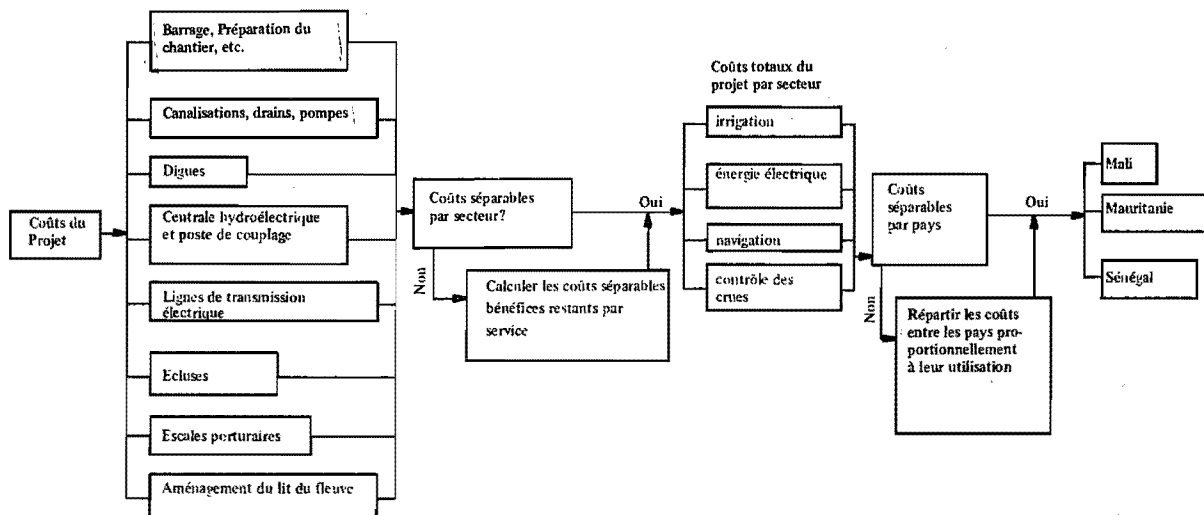 Coûts du
Projet
Barrage, Préparation du
chantier, etc.
Canalisations, drains, pompes
Digues
Centrale hydroélectrique
et poste de couplage
Lignes de transmission
électrique
Ecluses
Escales porturaires
Aménagement du lit du fleuve
Coûts séparables
par secteur?
Oui
Non
Calculer les coûts séparables
bénéfices restants par
service
Coûts totaux du
projet par secteur
irrigation
énergie électrique
navigation
contrôle des
crues
Coûts
séparables
par pays
Oui
Non
Répartir les coûts
entre les pays pro-
portionnellement
à leur utilisation
Mali
Mauritanie
Sénégal